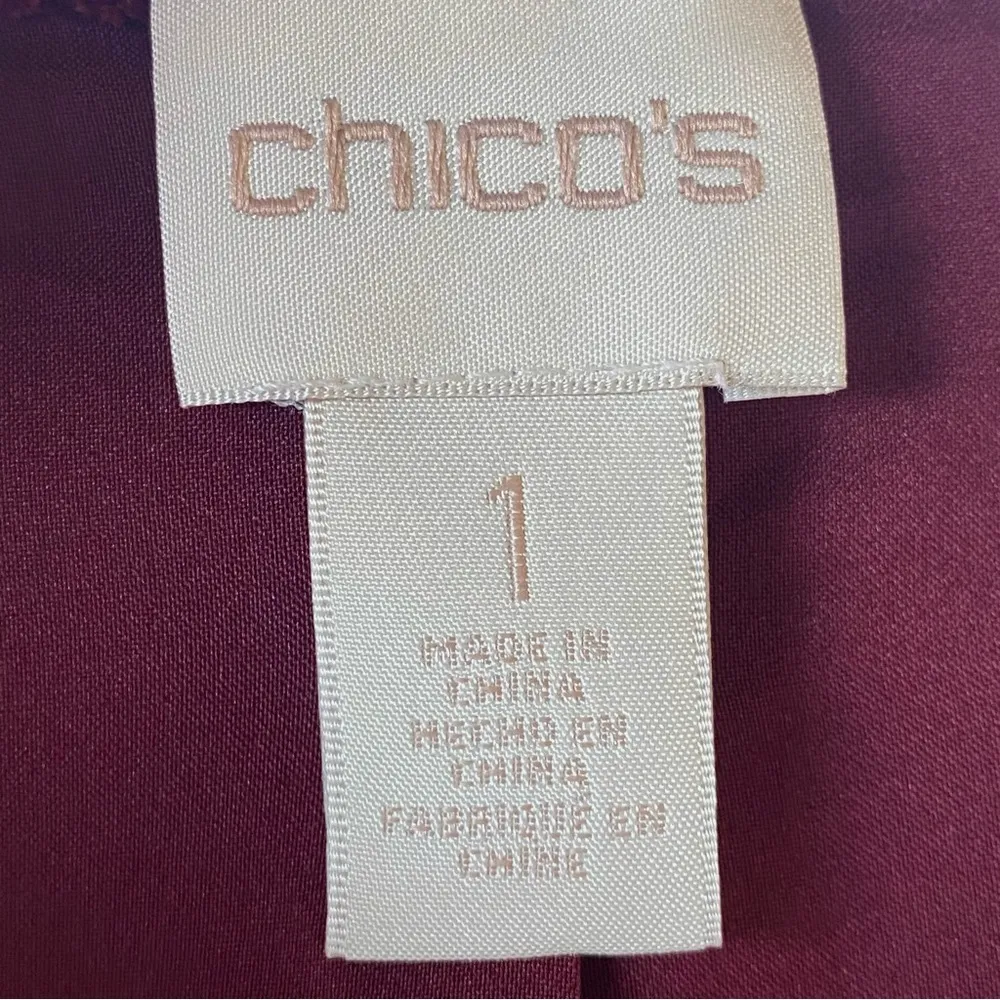 chico's
1
MADE IN
CHINA
HECHO EN
CHINA
FABRIQUE EN
CHINE